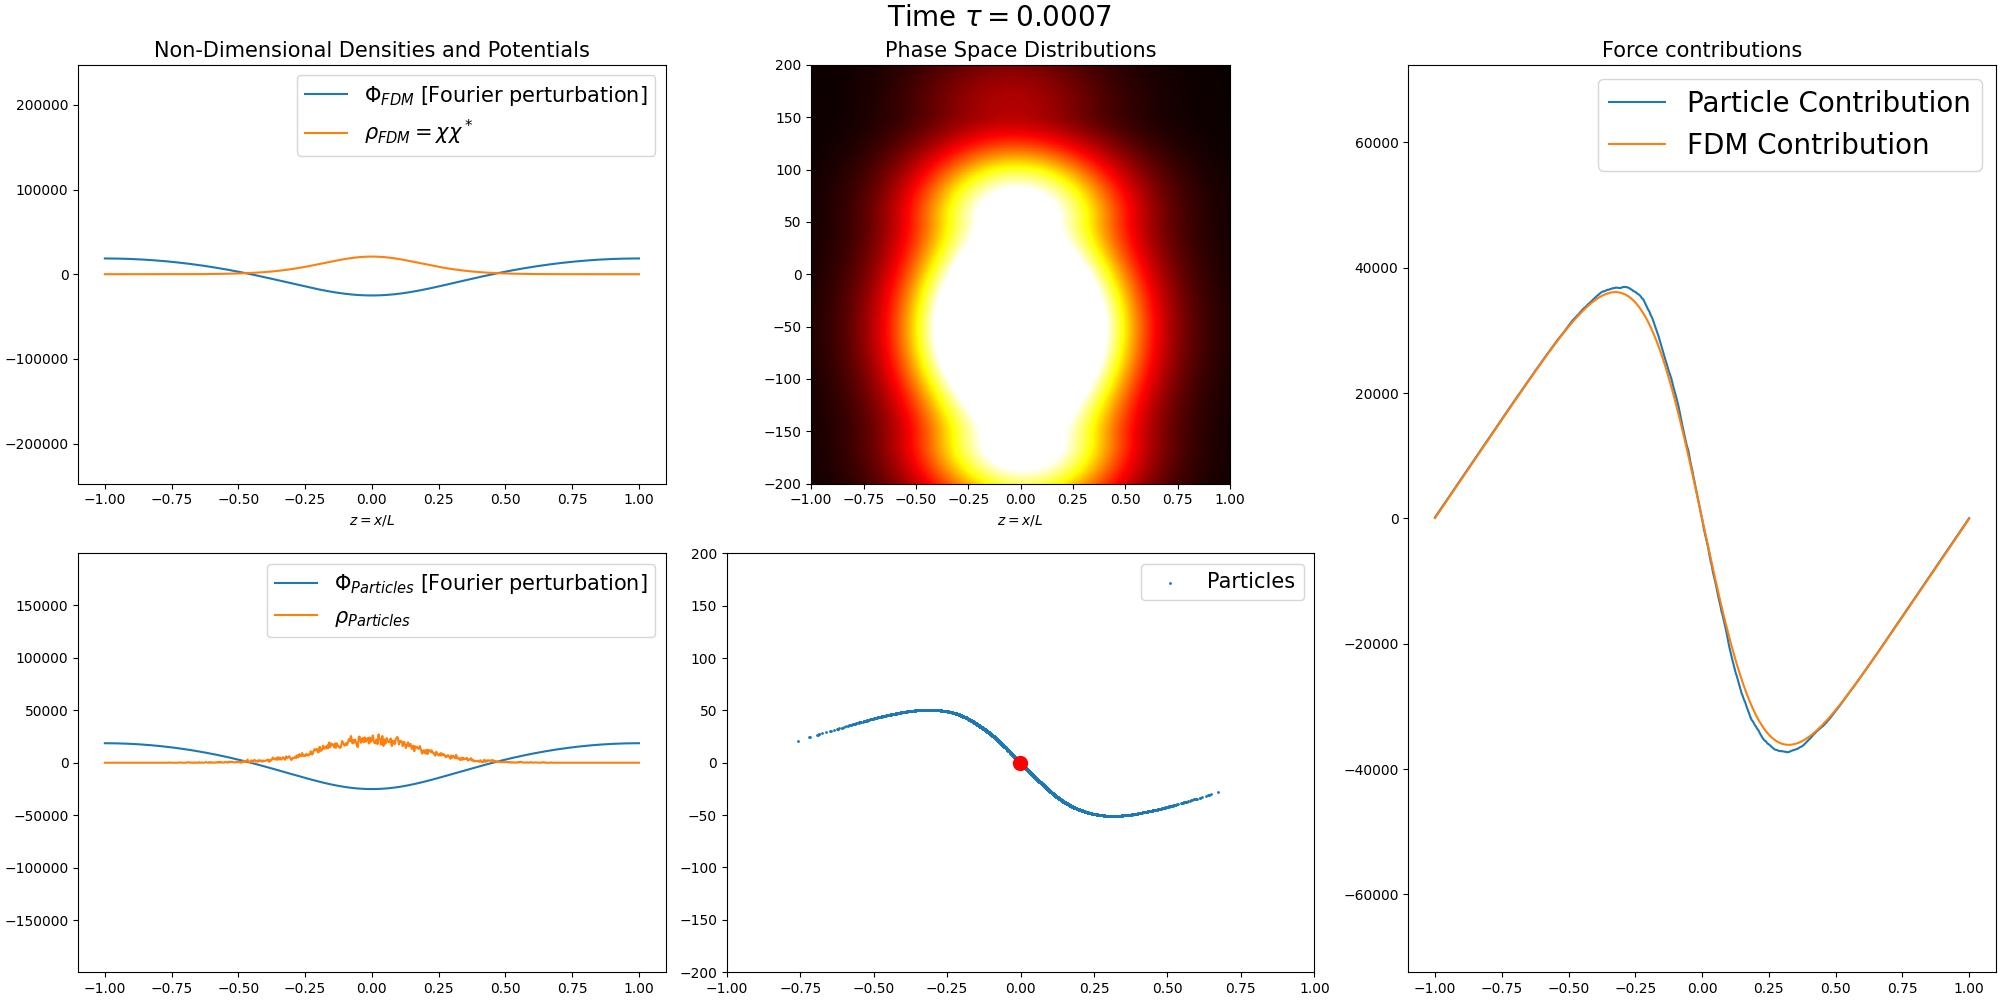 Time τ = 0.0007
Non-Dimensional Densities and Potentials
Φ_FDM [Fourier perturbation]
ρ_FDM = χχ*
200000
100000
0
−100000
−200000
−1.00 −0.75 −0.50 −0.25 0.00 0.25 0.50 0.75 1.00
z = x/L
Phase Space Distributions
200
150
100
50
0
−50
−100
−150
−200
−1.00 −0.75 −0.50 −0.25 0.00 0.25 0.50 0.75 1.00
z = x/L
Force contributions
Particle Contribution
FDM Contribution
60000
40000
20000
0
−20000
−40000
−60000
−1.00 −0.75 −0.50 −0.25 0.00 0.25 0.50 0.75 1.00
Φ_Particles [Fourier perturbation]
ρ_Particles
150000
100000
50000
0
−50000
−100000
−150000
−1.00 −0.75 −0.50 −0.25 0.00 0.25 0.50 0.75 1.00
Particles
200
150
100
50
0
−50
−100
−150
−200
−1.00 −0.75 −0.50 −0.25 0.00 0.25 0.50 0.75 1.00